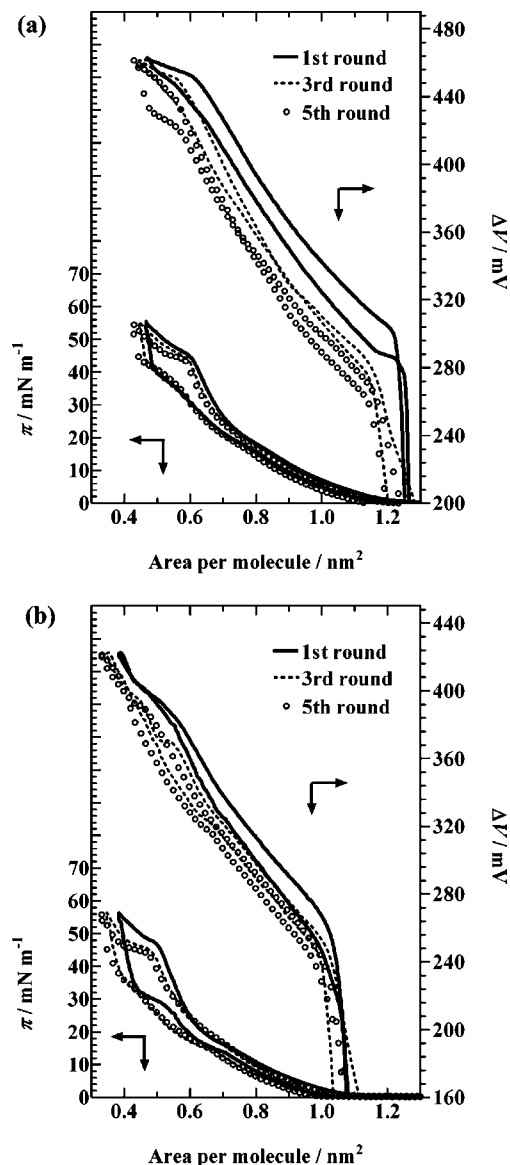 (a)
480
440
400
360
320
280
240
200
ΔV / mV
1st round
3rd round
5th round
70
60
50
40
30
20
10
0
π / mN m⁻¹
0.4 0.6 0.8 1.0 1.2
Area per molecule / nm²
(b)
440
400
360
320
280
240
200
160
ΔV / mV
1st round
3rd round
5th round
70
60
50
40
30
20
10
0
π / mN m⁻¹
0.4 0.6 0.8 1.0 1.2
Area per molecule / nm²